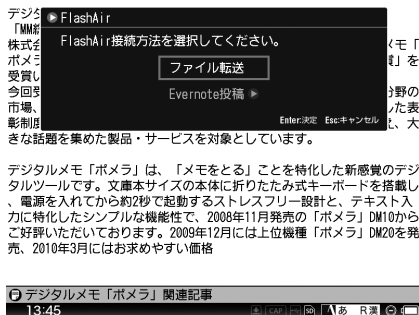 デジタ
「MM総
FlashAir
FlashAir接続方法を選択してください。
株式会
メモ「
ポメラ
賞」を
ファイル転送
受賞し
今回受
Evernote投稿
分野の
市場、
した表
彰制度
Enter:決定 Esc:キャンセル
え、大
きな話題を集めた製品・サービスを対象としています。
デジタルメモ「ポメラ」は、「メモをとる」ことを特化した新感覚のデジ
タルツールです。文庫本サイズの本体に折りたたみ式キーボードを搭載し
、電源を入れてから約2秒で起動するストレスフリー設計と、テキスト入
力に特化したシンプルな機能性で、2008年11月発売の「ポメラ」DM10から
ご好評いただいております。2009年12月には上位機種「ポメラ」DM20を発
売、2010年3月にはお求めやすい価格
デジタルメモ「ポメラ」関連記事
13:45 CAP SD あ R漢